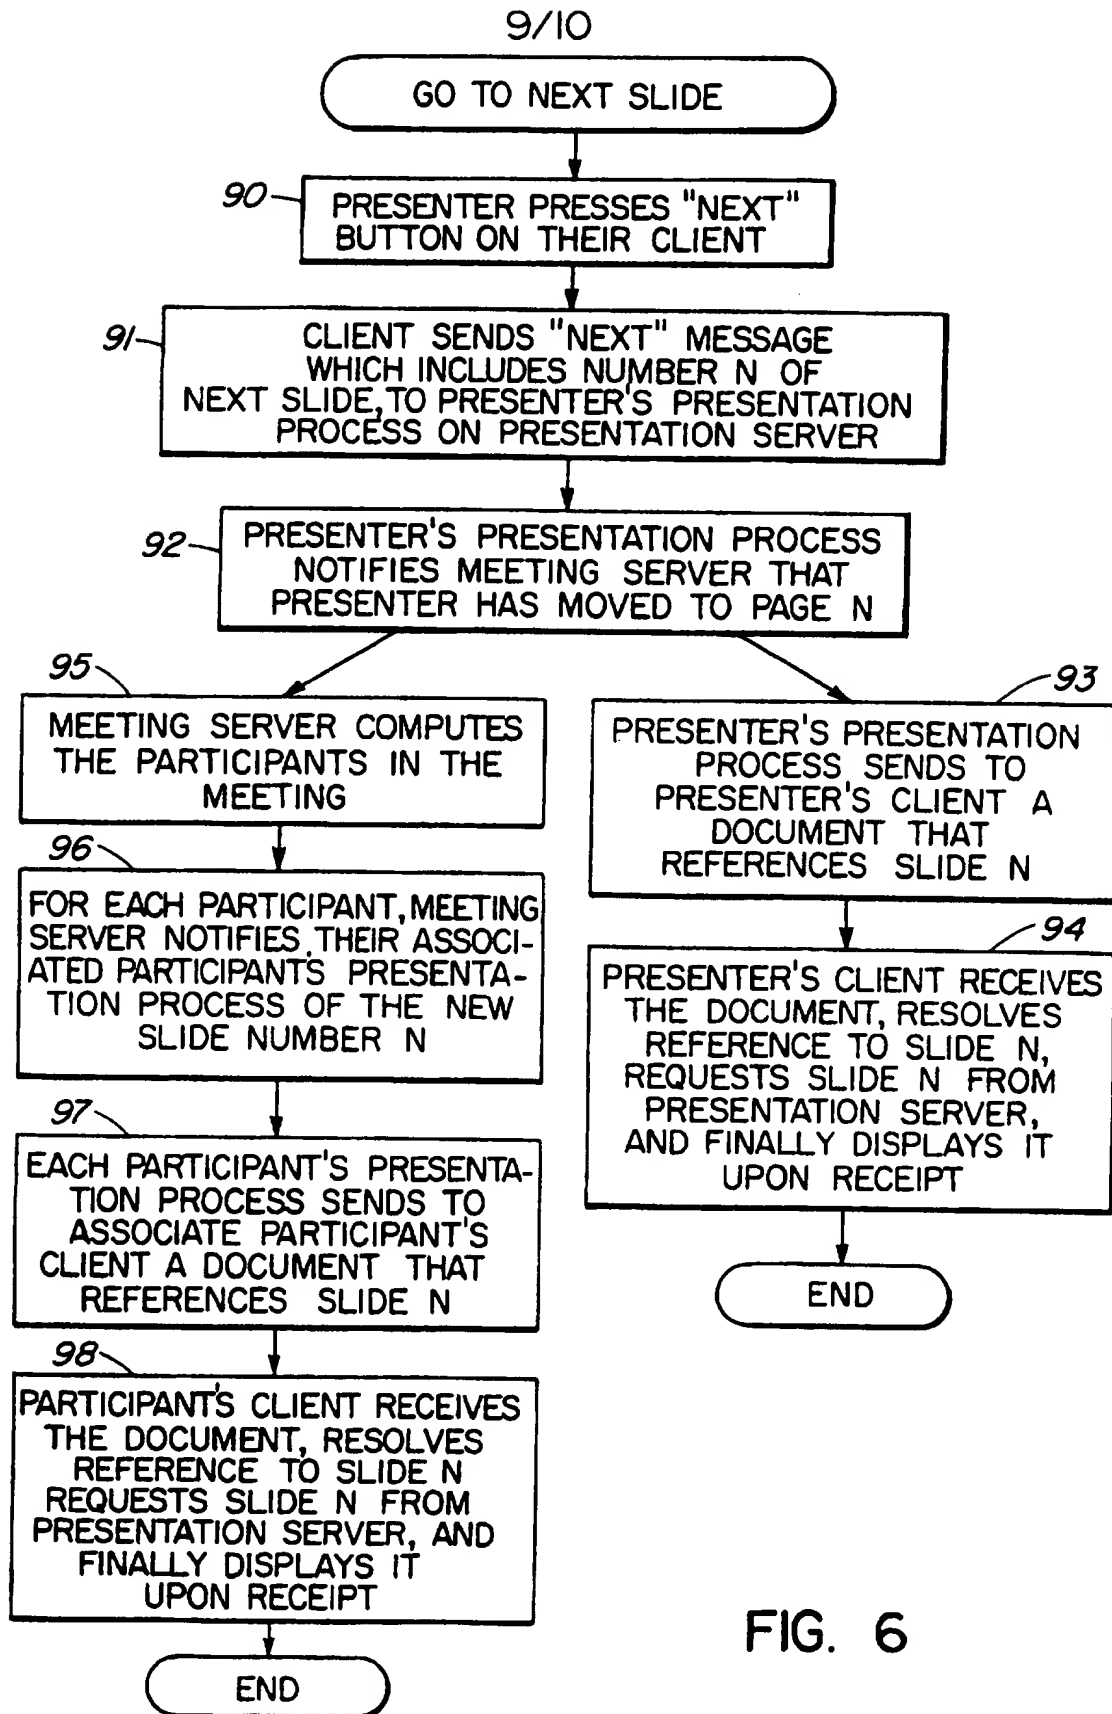 9/10
GO TO NEXT SLIDE
90
PRESENTER PRESSES "NEXT"
BUTTON ON THEIR CLIENT
91
CLIENT SENDS "NEXT" MESSAGE
WHICH INCLUDES NUMBER N OF
NEXT SLIDE, TO PRESENTER'S PRESENTATION
PROCESS ON PRESENTATION SERVER
92
PRESENTER'S PRESENTATION PROCESS
NOTIFIES MEETING SERVER THAT
PRESENTER HAS MOVED TO PAGE N
95
MEETING SERVER COMPUTES
THE PARTICIPANTS IN THE
MEETING
96
FOR EACH PARTICIPANT, MEETING
SERVER NOTIFIES THEIR ASSOCI-
ATED PARTICIPANT'S PRESENTA-
TION PROCESS OF THE NEW
SLIDE NUMBER N
97
EACH PARTICIPANT'S PRESENTA-
TION PROCESS SENDS TO
ASSOCIATE PARTICIPANT'S
CLIENT A DOCUMENT THAT
REFERENCES SLIDE N
98
PARTICIPANT'S CLIENT RECEIVES
THE DOCUMENT, RESOLVES
REFERENCE TO SLIDE N
REQUESTS SLIDE N FROM
PRESENTATION SERVER, AND
FINALLY DISPLAYS IT
UPON RECEIPT
END
93
PRESENTER'S PRESENTATION
PROCESS SENDS TO
PRESENTER'S CLIENT A
DOCUMENT THAT
REFERENCES SLIDE N
94
PRESENTER'S CLIENT RECEIVES
THE DOCUMENT, RESOLVES
REFERENCE TO SLIDE N,
REQUESTS SLIDE N FROM
PRESENTATION SERVER,
AND FINALLY DISPLAYS IT
UPON RECEIPT
END
FIG. 6